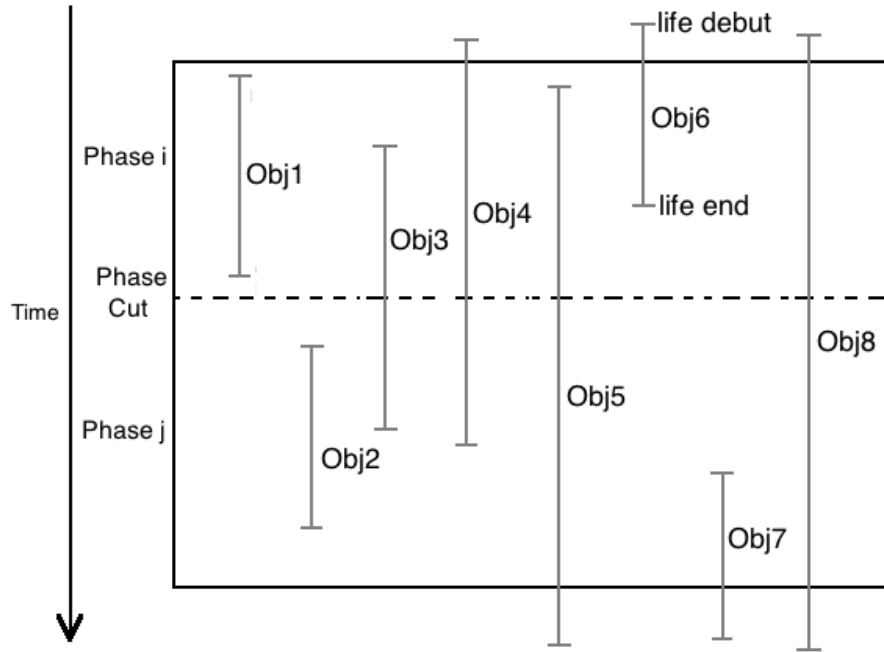 life debut
Obj6
Phase i
Obj1
life end
Obj4
Obj3
Phase
Cut
Time
Obj8
Obj5
Phase j
Obj2
Obj7